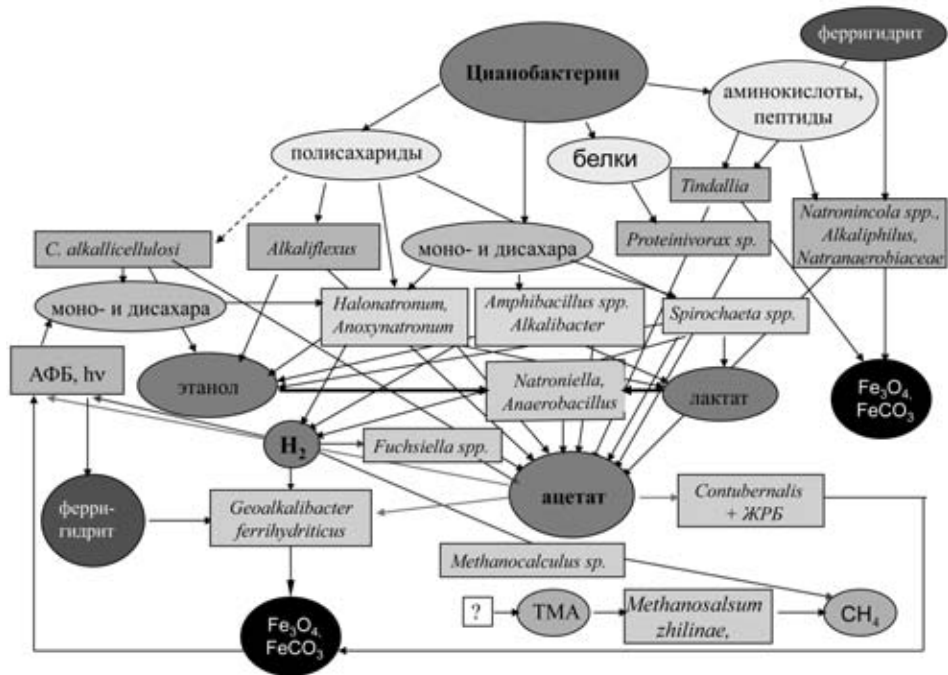 ферригидрит
Цианобактерии
аминокислоты,
пептиды
полисахариды
белки
Tindallia
Natronincola spp.,
Alkaliphilus,
Natranaerobiaceae
C. alkallicellulosi
Alkaliflexus
моно- и дисахара
Proteinivorax sp.
моно- и дисахара
Halonatronum,
Anoxynatronum
Amphibacillus spp.
Alkalibacter
Spirochaeta spp.
АФБ, hν
этанол
Natroniella,
Anaerobacillus
лактат
Fe3O4,
FeCO3
H2
Fuchsiella spp.
ферри-
гидрит
Geoalkalibacter
ferrihydriticus
ацетат
Contubernalis
+ ЖРБ
Methanocalculus sp.
?
ТМА
Methanosalsum
zhilinae,
CH4
Fe3O4,
FeCO3